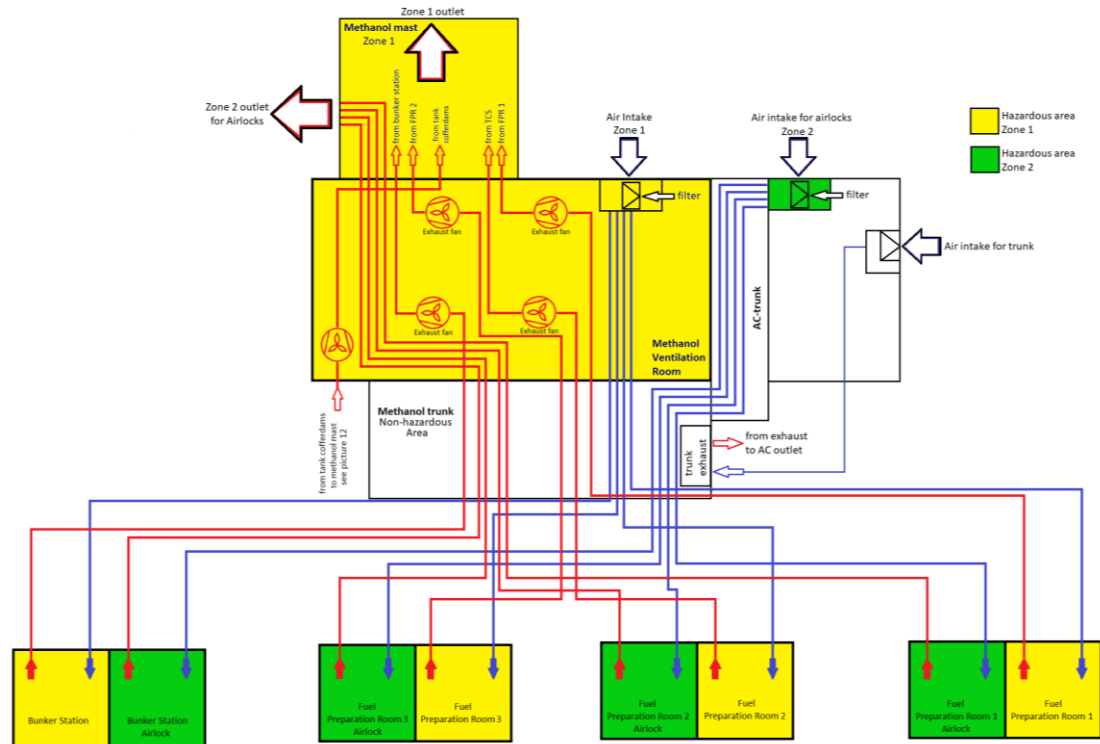 Zone 1 outlet
Methanol mast
Zone 1
Zone 2 outlet
for Airlocks
from bunker station
from FPR 2
from tank
cofferdams
from TCS
from FPR 1
Air Intake
Zone 1
Air intake for airlocks
Zone 2
Hazardous area
Zone 1
Hazardous area
Zone 2
filter
filter
Exhaust fan
Exhaust fan
Air intake for trunk
AC-trunk
Exhaust fan
Exhaust fan
Methanol
Ventilation
Room
Methanol trunk
Non-hazardous
Area
from tank cofferdams
to methanol mast
see picture 12
trunk
exhaust
from exhaust
to AC outlet
Bunker Station
Bunker Station
Airlock
Fuel
Preparation Room 3
Airlock
Fuel
Preparation Room 3
Fuel
Preparation Room 2
Airlock
Fuel
Preparation Room 2
Fuel
Preparation Room 1
Airlock
Fuel
Preparation Room 1